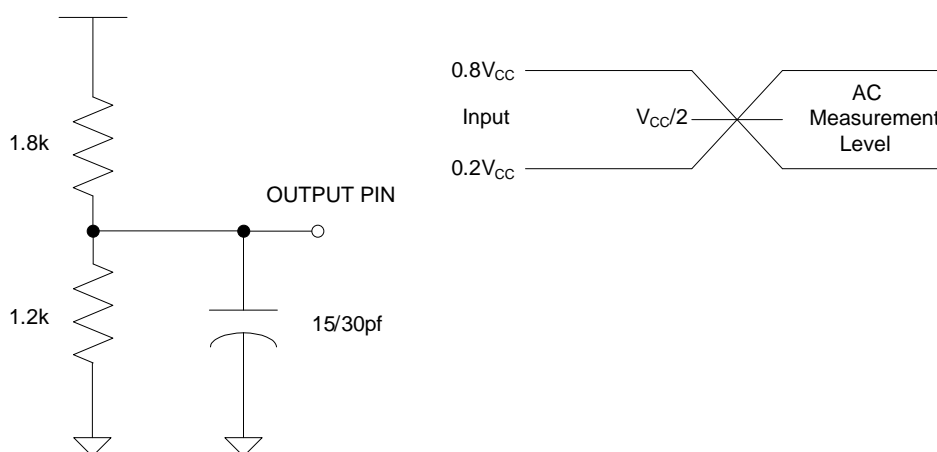 1.8k
OUTPUT PIN
1.2k
15/30pf
0.8VCC
Input
VCC/2
0.2VCC
AC
Measurement
Level